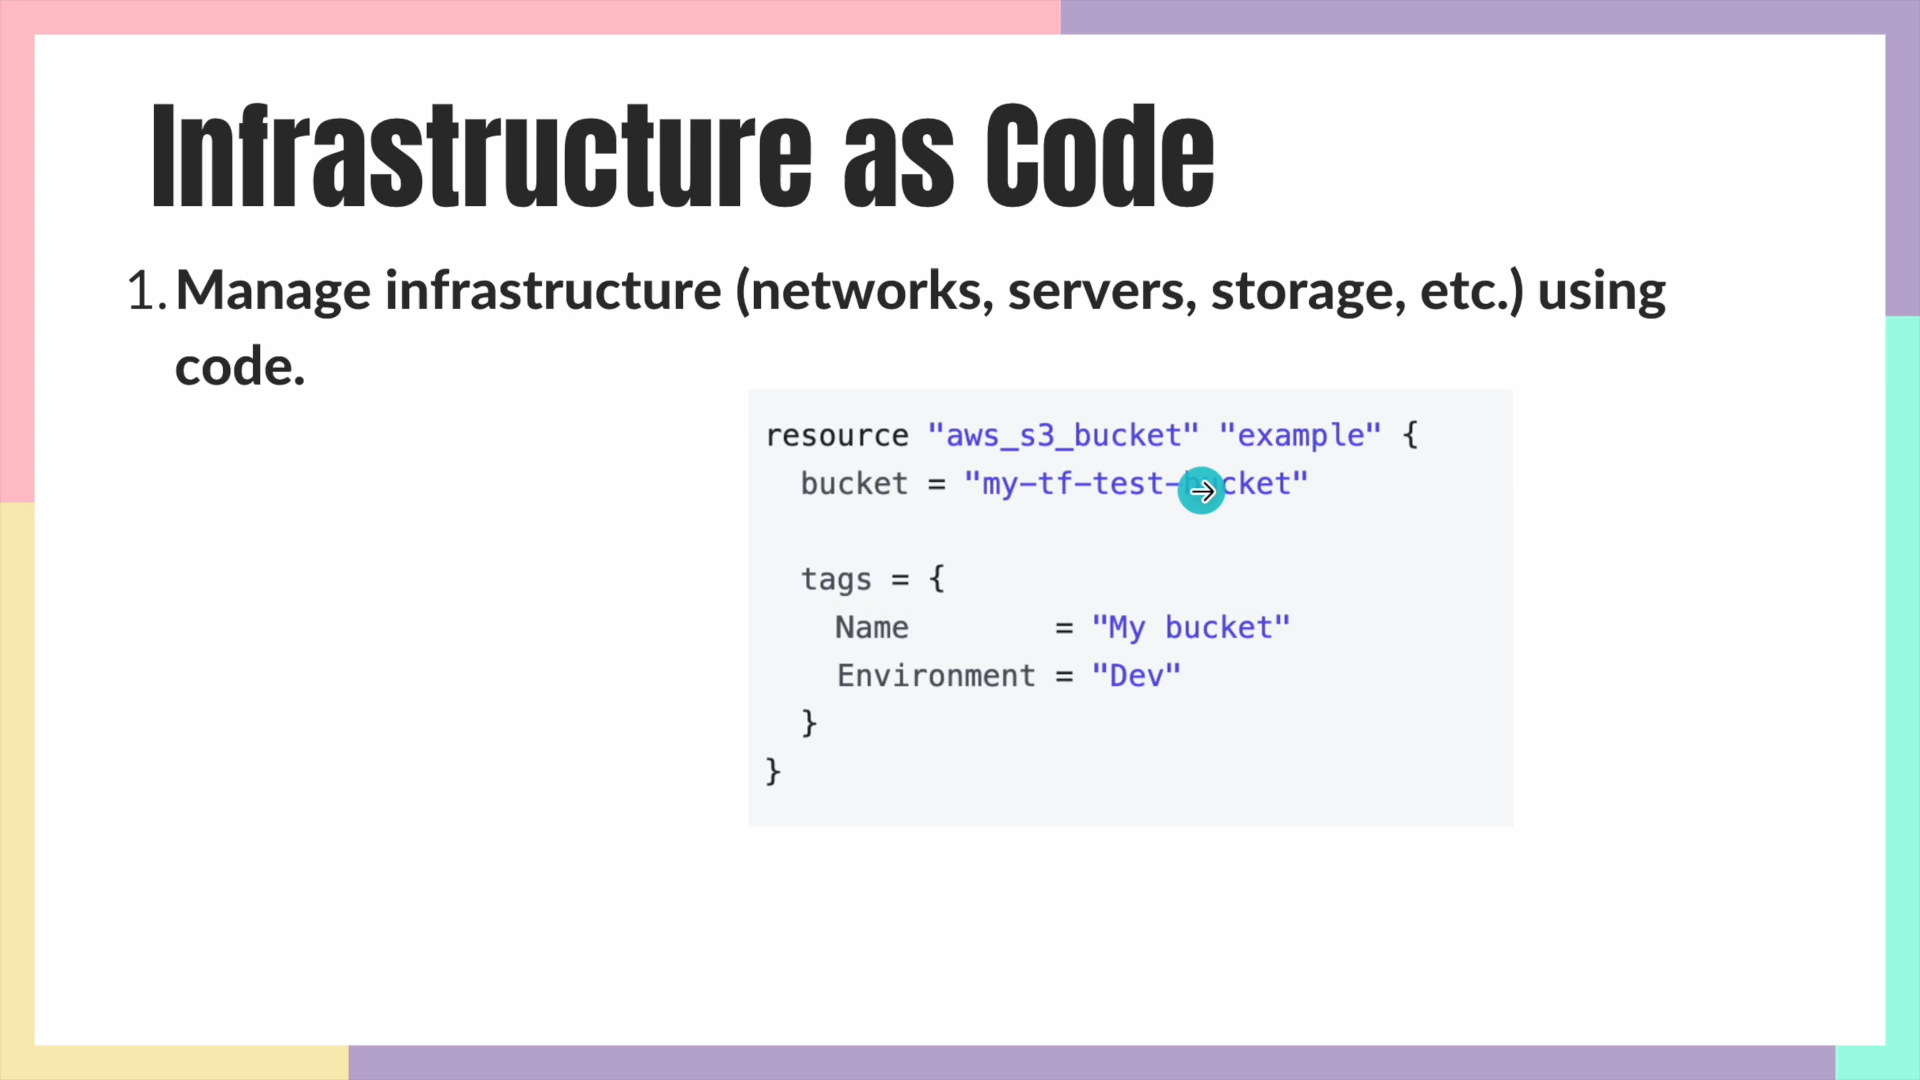 Infrastructure as Code
1. Manage infrastructure (networks, servers, storage, etc.) using
code.
resource "aws_s3_bucket" "example" {
  bucket = "my-tf-test-bucket"
  tags = {
    Name        = "My bucket"
    Environment = "Dev"
  }
}